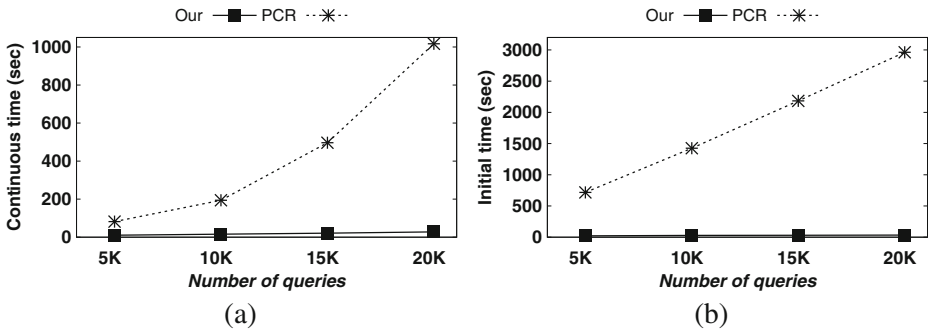 Our PCR
Continuous time (sec)
1000
800
600
400
200
0
5K 10K 15K 20K
Number of queries
(a)
Our PCR
Initial time (sec)
3000
2500
2000
1500
1000
500
0
5K 10K 15K 20K
Number of queries
(b)